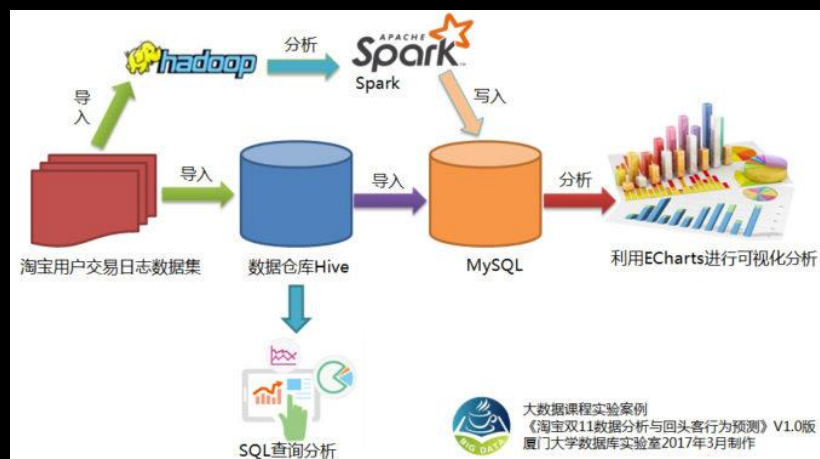 hadoop
分析
APACHE
Spark
Spark
导入
写入
导入
导入
分析
淘宝用户交易日志数据集
数据仓库Hive
MySQL
利用ECharts进行可视化分析
SQL查询分析
BIG DATA
大数据课程实验案例
《淘宝双11数据分析与回头客行为预测》V1.0版
厦门大学数据库实验室2017年3月制作